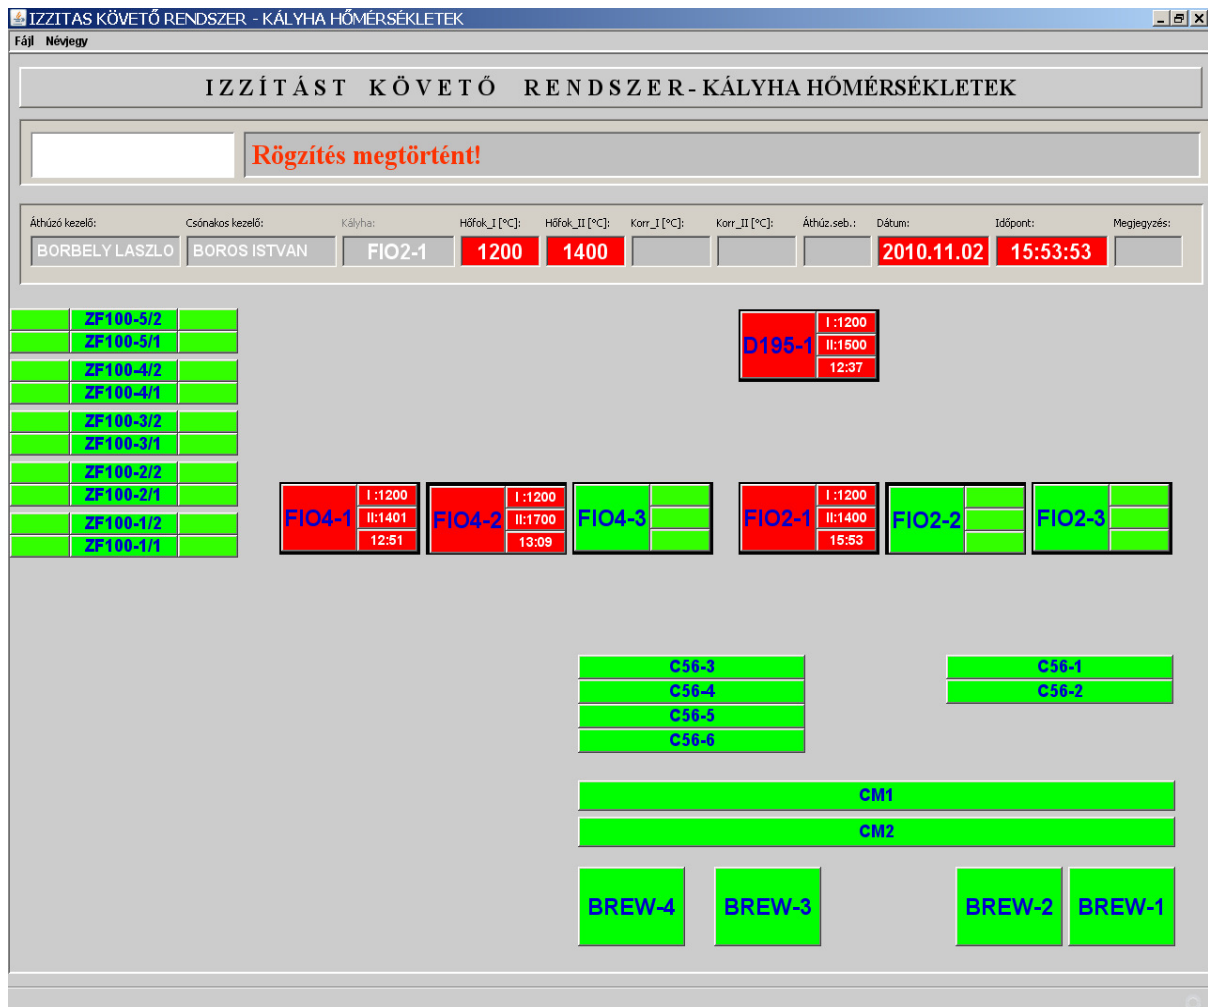 IZZITAS KÖVETŐ RENDSZER - KÁLYHA HŐMÉRSÉKLETEK
Fájl Névjegy
IZZÍTÁST KÖVETŐ RENDSZER - KÁLYHA HŐMÉRSÉKLETEK
Rögzítés megtörtént!
Áthúzó kezelő: Csónakos kezelő: Kályha: Hőfok_I [°C]: Hőfok_II [°C]: Korr_I [°C]: Korr_II [°C]: Áthúz.seb.: Dátum: Időpont: Megjegyzés:
BORBELY LASZLO BOROS ISTVAN FIO2-1 1200 1400 2010.11.02 15:53:53
ZF100-5/2
ZF100-5/1
ZF100-4/2
ZF100-4/1
ZF100-3/2
ZF100-3/1
ZF100-2/2
ZF100-2/1
ZF100-1/2
ZF100-1/1
D195-1
I :1200
II:1500
12:37
FIO4-1
I :1200
II:1401
12:51
FIO4-2
I :1200
II:1700
13:09
FIO4-3
FIO2-1
I :1200
II:1400
15:53
FIO2-2
FIO2-3
C56-3
C56-4
C56-5
C56-6
C56-1
C56-2
CM1
CM2
BREW-4 BREW-3 BREW-2 BREW-1